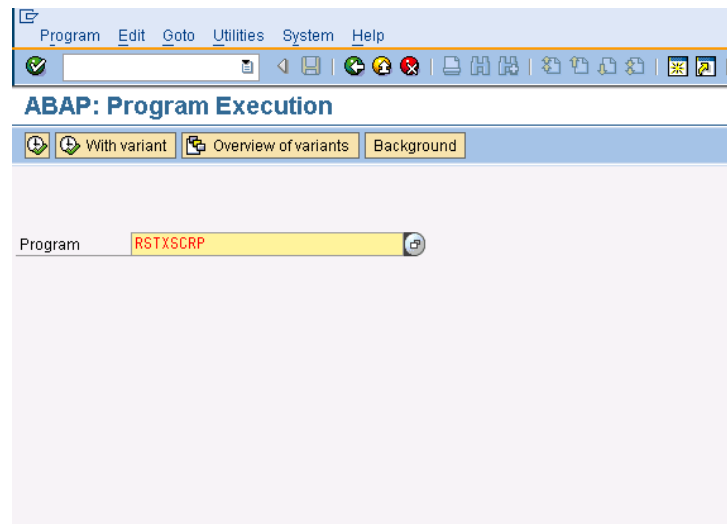 Program Edit Goto Utilities System Help
ABAP: Program Execution
With variant Overview of variants Background
Program RSTXSCRP